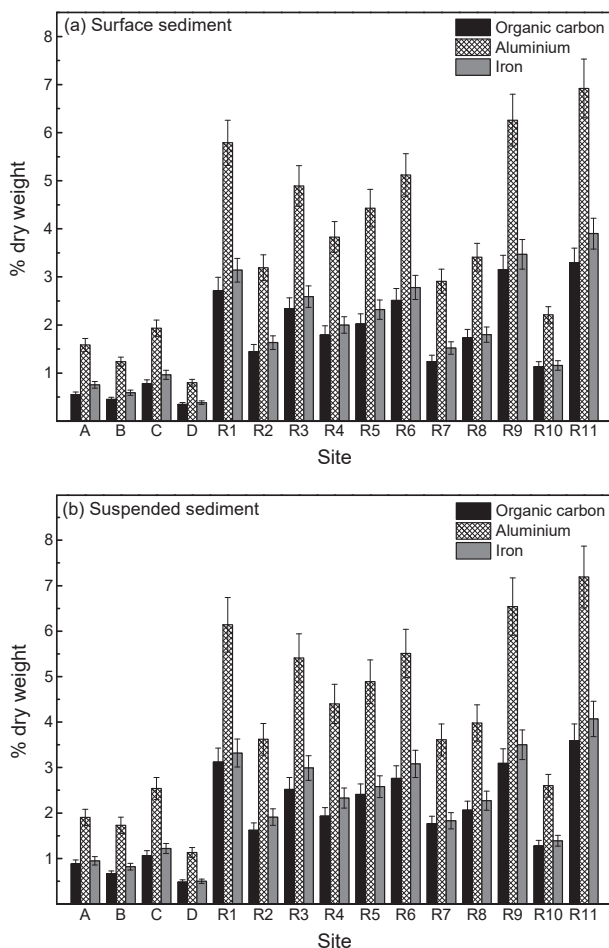 (a) Surface sediment
Organic carbon
Aluminium
Iron
% dry weight
8
7
6
5
4
3
2
1
A B C D R1 R2 R3 R4 R5 R6 R7 R8 R9 R10 R11
Site
(b) Suspended sediment
Organic carbon
Aluminium
Iron
% dry weight
8
7
6
5
4
3
2
1
A B C D R1 R2 R3 R4 R5 R6 R7 R8 R9 R10 R11
Site